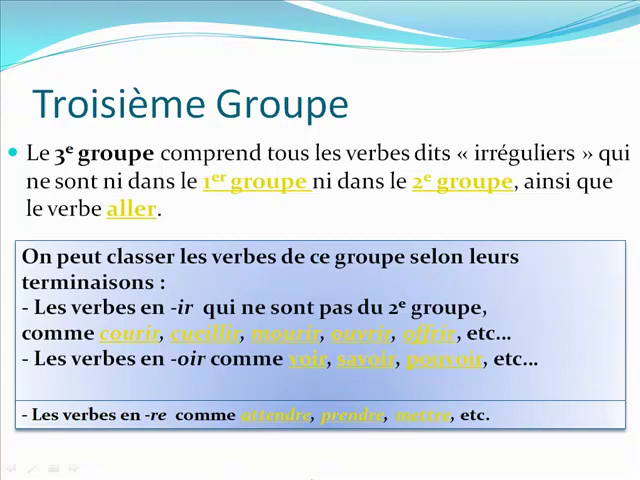 Troisième Groupe
Le 3e groupe comprend tous les verbes dits « irréguliers » qui
ne sont ni dans le 1er groupe ni dans le 2e groupe, ainsi que
le verbe aller.
On peut classer les verbes de ce groupe selon leurs
terminaisons :
- Les verbes en -ir qui ne sont pas du 2e groupe,
comme courir, cueillir, mourir, ouvrir, offrir, etc...
- Les verbes en -oir comme voir, savoir, pouvoir, etc...
- Les verbes en -re comme attendre, prendre, mettre, etc.